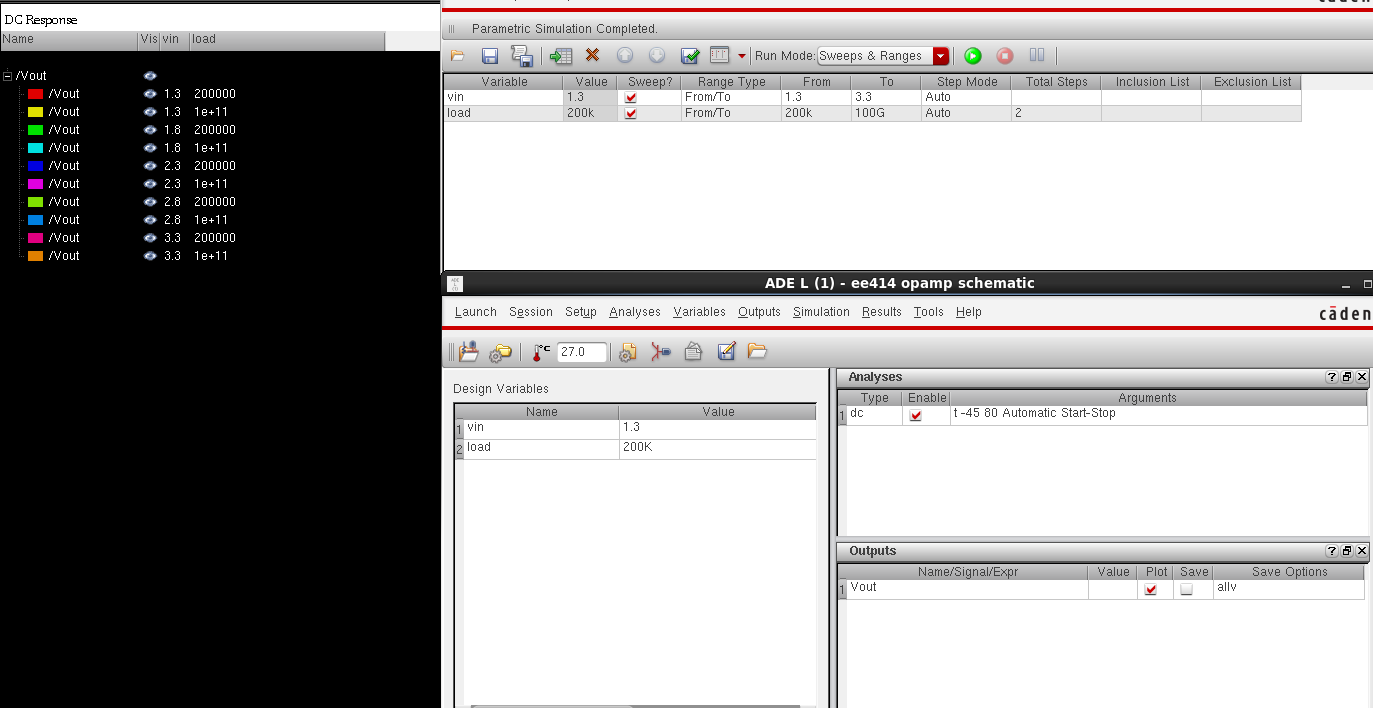 DC Response
Name Vis vin load
/Vout
/Vout 1.3 200000
/Vout 1.3 1e+11
/Vout 1.8 200000
/Vout 1.8 1e+11
/Vout 2.3 200000
/Vout 2.3 1e+11
/Vout 2.8 200000
/Vout 2.8 1e+11
/Vout 3.3 200000
/Vout 3.3 1e+11
Parametric Simulation Completed.
Run Mode: Sweeps & Ranges
Variable Value Sweep? Range Type From To Step Mode Total Steps Inclusion List Exclusion List
vin 1.3 From/To 1.3 3.3 Auto
load 200k From/To 200k 100G Auto 2
ADE L (1) - ee414 opamp schematic
Launch Session Setup Analyses Variables Outputs Simulation Results Tools Help
cāden
°C 27.0
Design Variables
Name Value
1 vin 1.3
2 load 200K
Analyses
Type Enable Arguments
1 dc t -45 80 Automatic Start-Stop
Outputs
Name/Signal/Expr Value Plot Save Save Options
1 Vout allv